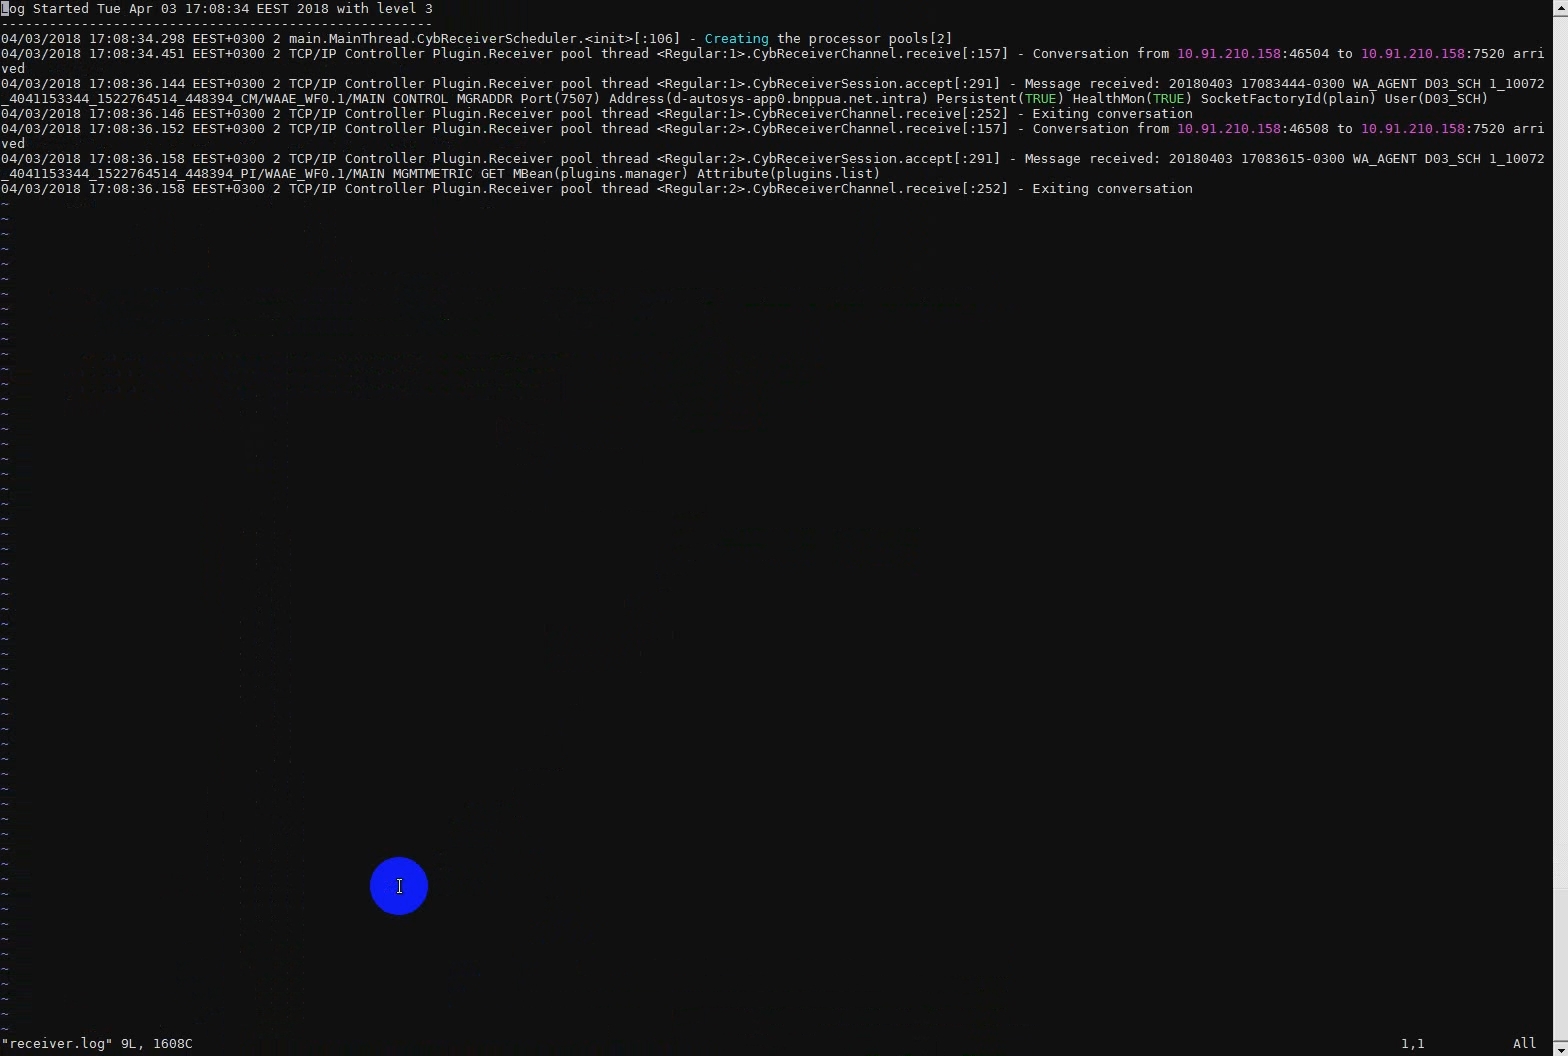 Log Started Tue Apr 03 17:08:34 EEST 2018 with level 3
------------------------------------------------------
04/03/2018 17:08:34.298 EEST+0300 2 main.MainThread.CybReceiverScheduler.<init>[:106] - Creating the processor pools[2]
04/03/2018 17:08:34.451 EEST+0300 2 TCP/IP Controller Plugin.Receiver pool thread <Regular:1>.CybReceiverChannel.receive[:157] - Conversation from 10.91.210.158:46504 to 10.91.210.158:7520 arri
ved
04/03/2018 17:08:36.144 EEST+0300 2 TCP/IP Controller Plugin.Receiver pool thread <Regular:1>.CybReceiverSession.accept[:291] - Message received: 20180403 17083444-0300 WA_AGENT D03_SCH 1_10072
_4041153344_1522764514_448394_CM/WAAE_WF0.1/MAIN CONTROL MGRADDR Port(7507) Address(d-autosys-app0.bnppua.net.intra) Persistent(TRUE) HealthMon(TRUE) SocketFactoryId(plain) User(D03_SCH)
04/03/2018 17:08:36.146 EEST+0300 2 TCP/IP Controller Plugin.Receiver pool thread <Regular:1>.CybReceiverChannel.receive[:252] - Exiting conversation
04/03/2018 17:08:36.152 EEST+0300 2 TCP/IP Controller Plugin.Receiver pool thread <Regular:2>.CybReceiverChannel.receive[:157] - Conversation from 10.91.210.158:46508 to 10.91.210.158:7520 arri
ved
04/03/2018 17:08:36.158 EEST+0300 2 TCP/IP Controller Plugin.Receiver pool thread <Regular:2>.CybReceiverSession.accept[:291] - Message received: 20180403 17083615-0300 WA_AGENT D03_SCH 1_10072
_4041153344_1522764514_448394_PI/WAAE_WF0.1/MAIN MGMTMETRIC GET MBean(plugins.manager) Attribute(plugins.list)
04/03/2018 17:08:36.158 EEST+0300 2 TCP/IP Controller Plugin.Receiver pool thread <Regular:2>.CybReceiverChannel.receive[:252] - Exiting conversation
"receiver.log" 9L, 1608C 1,1 All